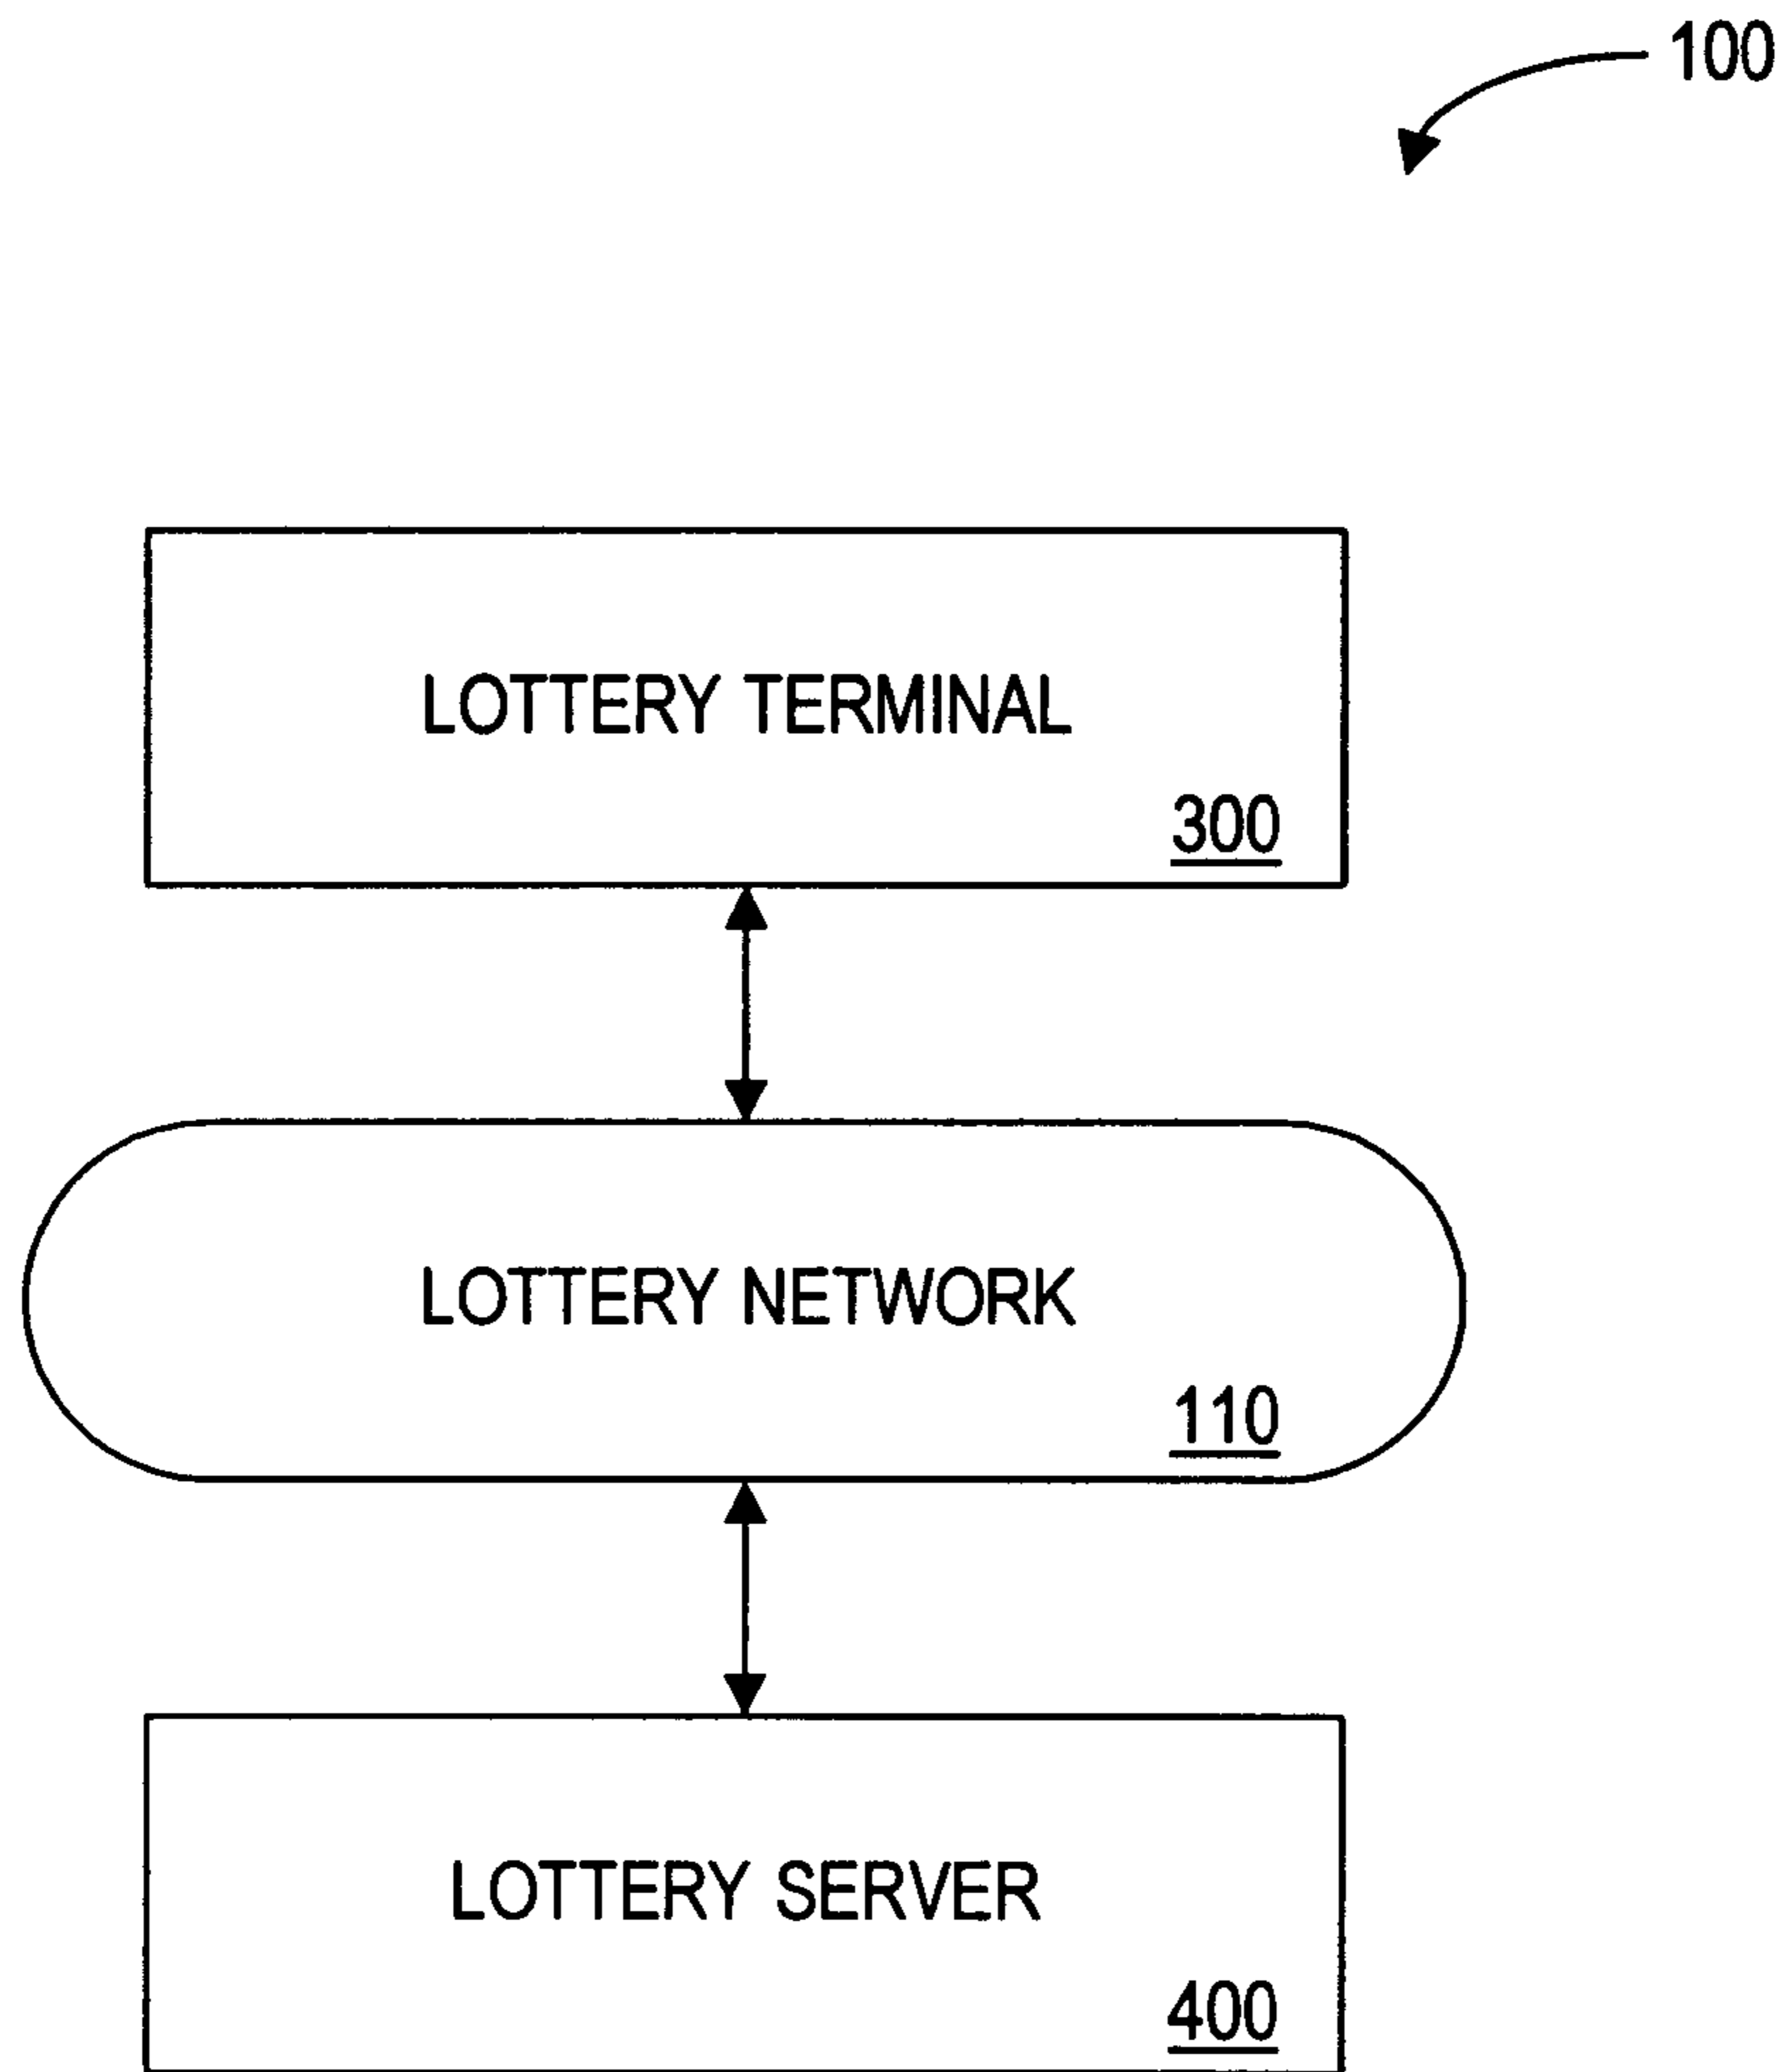 100
LOTTERY TERMINAL
300
LOTTERY NETWORK
110
LOTTERY SERVER
400